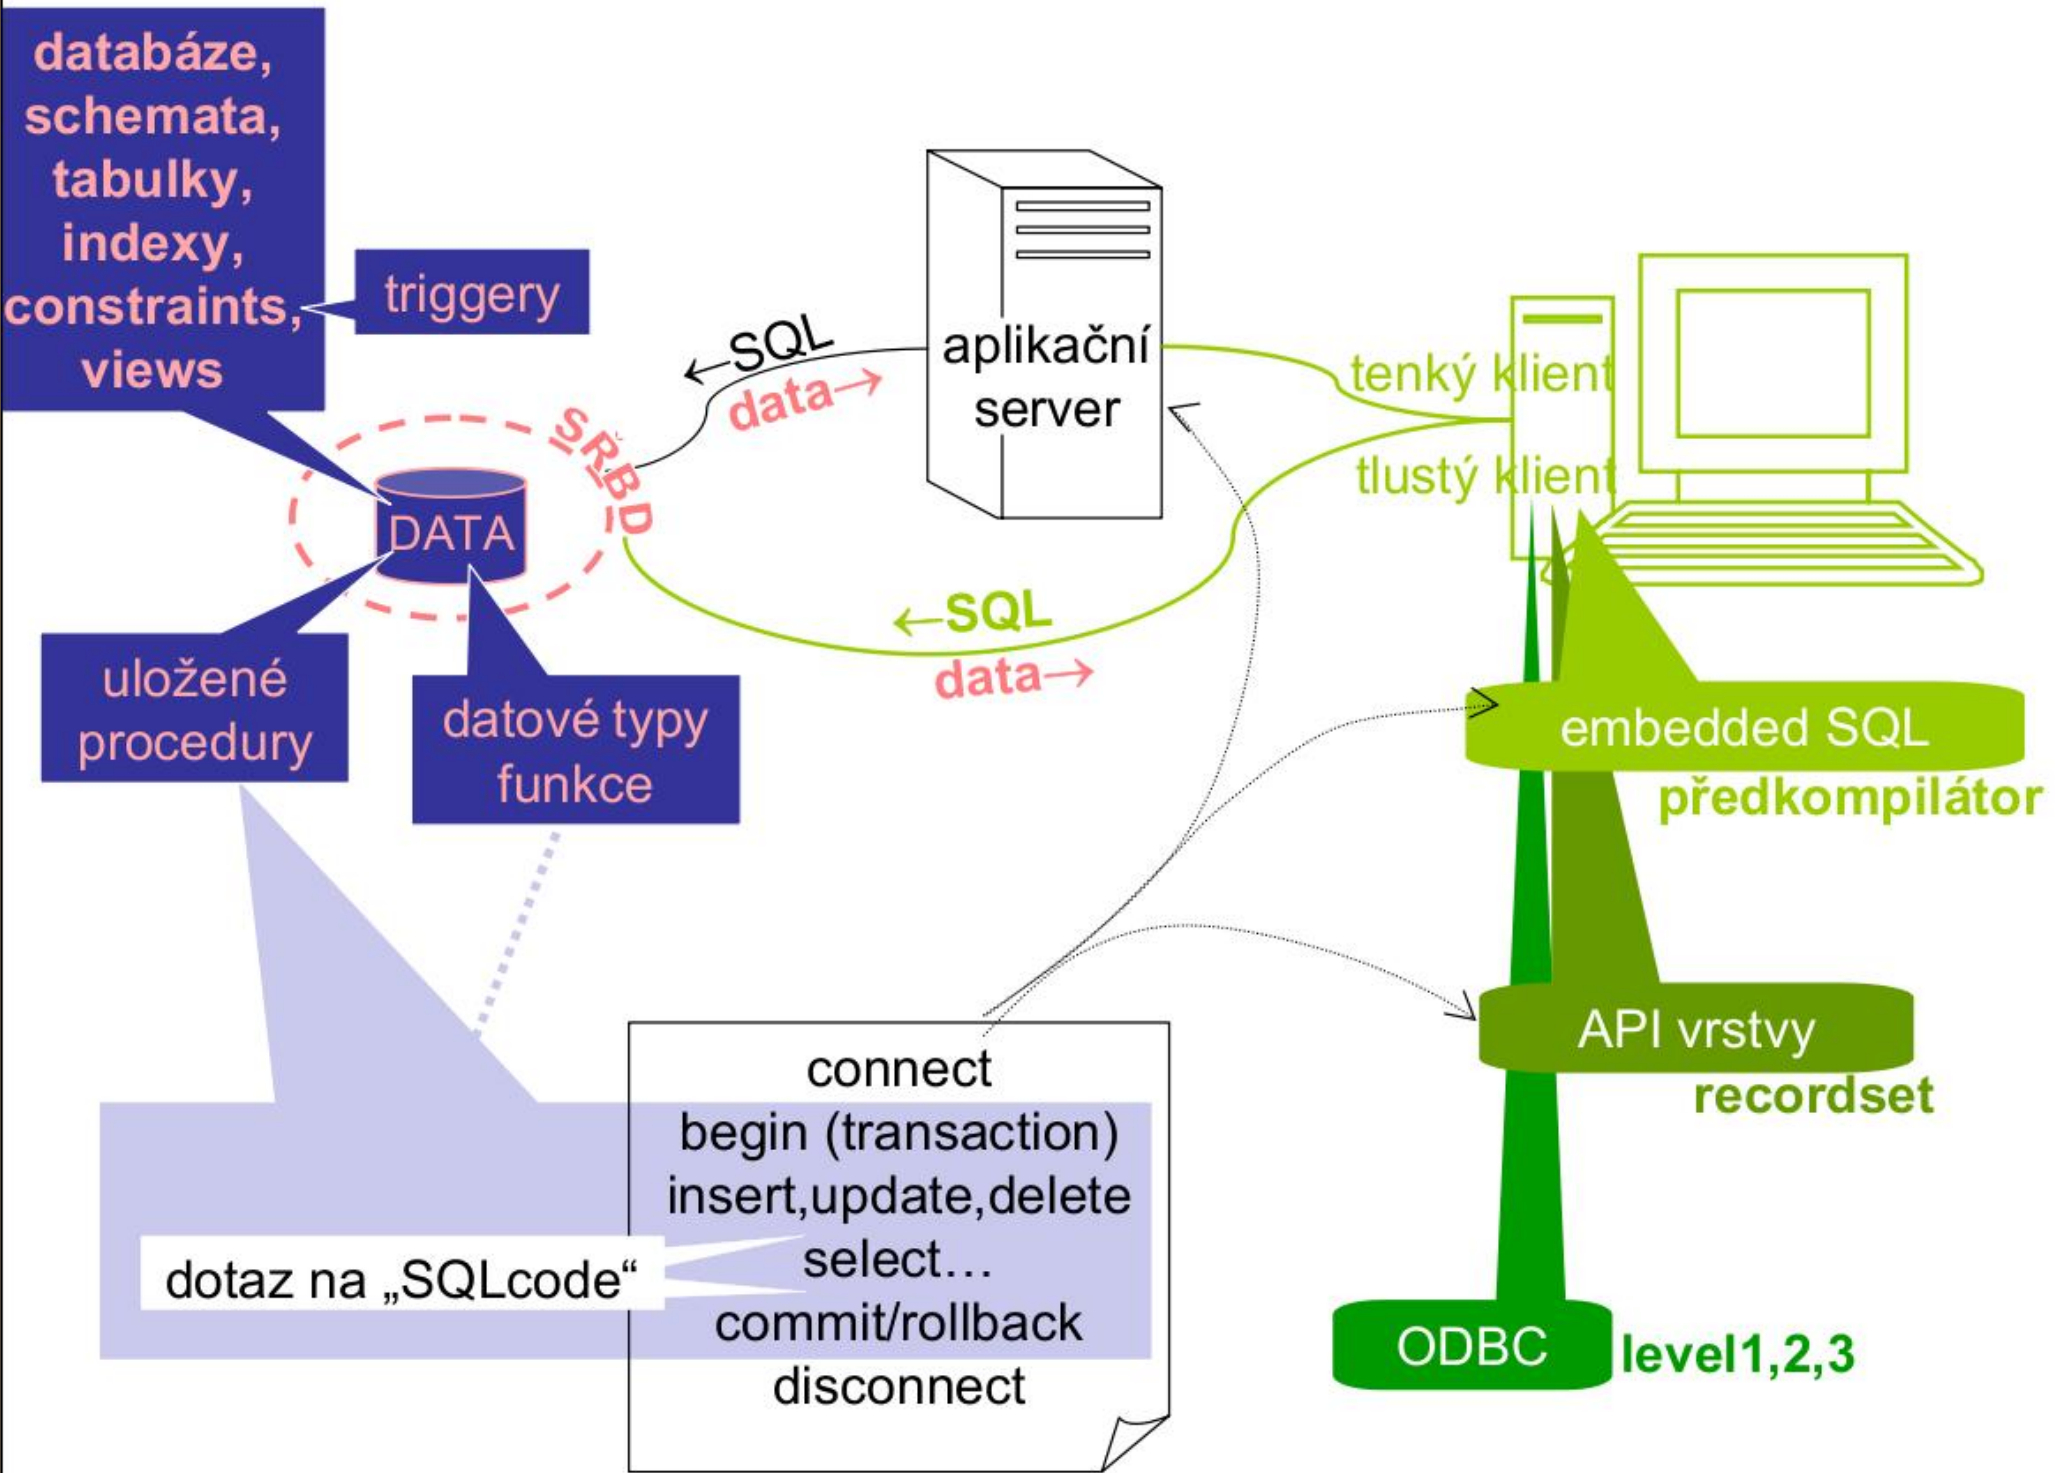 databáze,
schemata,
tabulky,
indexy,
constraints,
views
triggery
←SQL
data→
aplikační
server
tenký klient
tlustý klient
SŘBD
DATA
←SQL
data→
uložené
procedury
datové typy
funkce
embedded SQL
předkompilátor
API vrstvy
recordset
connect
begin (transaction)
insert,update,delete
select…
commit/rollback
disconnect
dotaz na „SQLcode“
ODBC
level1,2,3